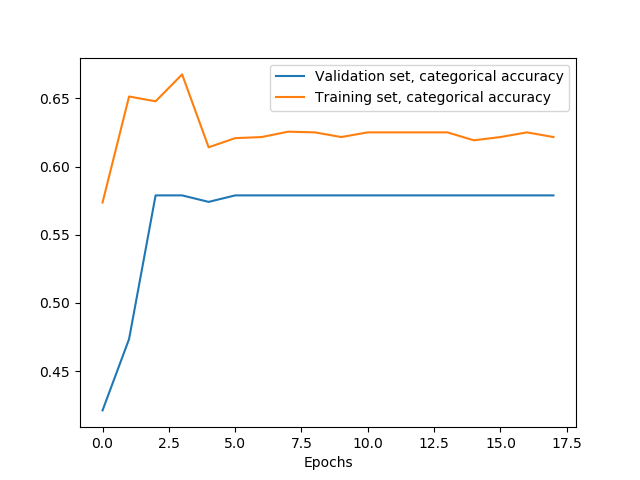 Validation set, categorical accuracy
Training set, categorical accuracy
0.65
0.60
0.55
0.50
0.45
0.0 2.5 5.0 7.5 10.0 12.5 15.0 17.5
Epochs